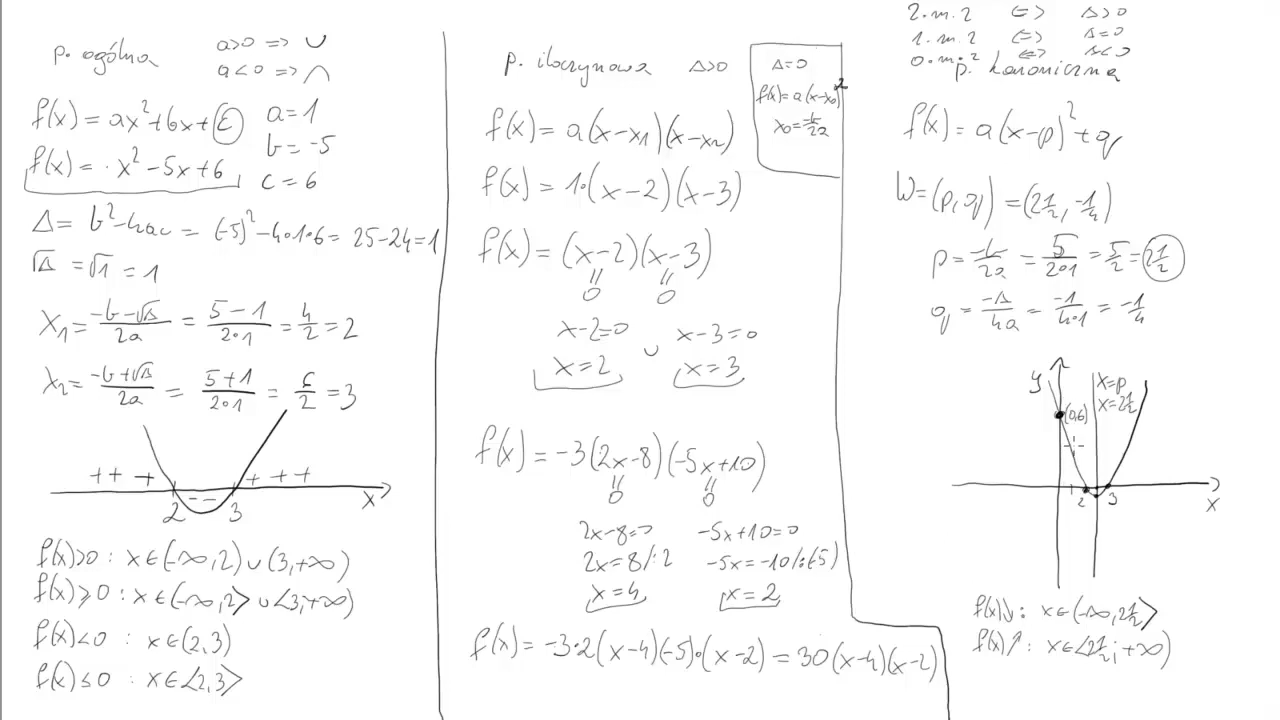 p. ogólna
a>0 => ∪
a<0 => ∩
f(x) = ax²+bx+c
a=1
b=-5
c=6
f(x) = x²-5x+6
Δ = b²-4ac = (-5)²-4·1·6 = 25-24=1
√Δ = √1 = 1
x₁ = (-b-√Δ)/2a = (5-1)/2·1 = 4/2 = 2
x₂ = (-b+√Δ)/2a = (5+1)/2·1 = 6/2 = 3
++ + -- + + +
2 3 x
f(x)>0 : x∈(-∞,2)∪(3,+∞)
f(x)≥0 : x∈(-∞,2>∪<3,+∞)
f(x)<0 : x∈(2,3)
f(x)≤0 : x∈<2,3>
p. iloczynowa Δ>0
Δ=0
f(x)=a(x-x₀)²
x₀=-b/2a
f(x) = a(x-x₁)(x-x₂)
f(x) = 1·(x-2)(x-3)
f(x) = (x-2)(x-3)
= =
0 0
x-2=0 ∪ x-3=0
x=2 x=3
f(x) = -3(2x-8)(-5x+10)
= =
0 0
2x-8=0 -5x+10=0
2x=8/:2 -5x=-10/:(-5)
x=4 x=2
f(x) = -3·2(x-4)(-5)·(x-2) = 30(x-4)(x-2)
2.m.z <=> Δ>0
1.m.z <=> Δ=0
0.m.z <=> Δ<0
p. kanoniczna
f(x) = a(x-p)²+q
W=(p,q)=(2½,-¼)
p = -b/2a = 5/2·1 = 5/2 = 2½
q = -Δ/4a = -1/4·1 = -¼
y
x=p
x=2½
(0,6)
1
2 3 x
f(x)↓: x∈(-∞,2½>
f(x)↗: x∈<2½;+∞)